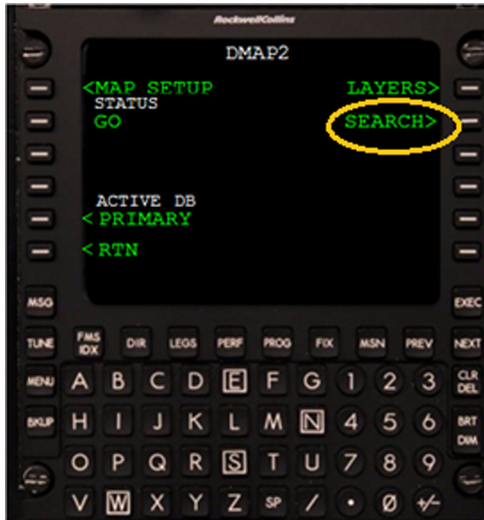 RockwellCollins
DMAP2
<MAP SETUP LAYERS>
STATUS
GO SEARCH>
ACTIVE DB
< PRIMARY
< RTN
MSG EXEC
TUNE FMS IDX DIR LEGS PERF PROG FIX MSN PREV NEXT
MENU A B C D E F G 1 2 3 CLR DEL
BKUP H I J K L M N 4 5 6 BRT DIM
O P Q R S T U 7 8 9
V W X Y Z SP / . Ø +/-